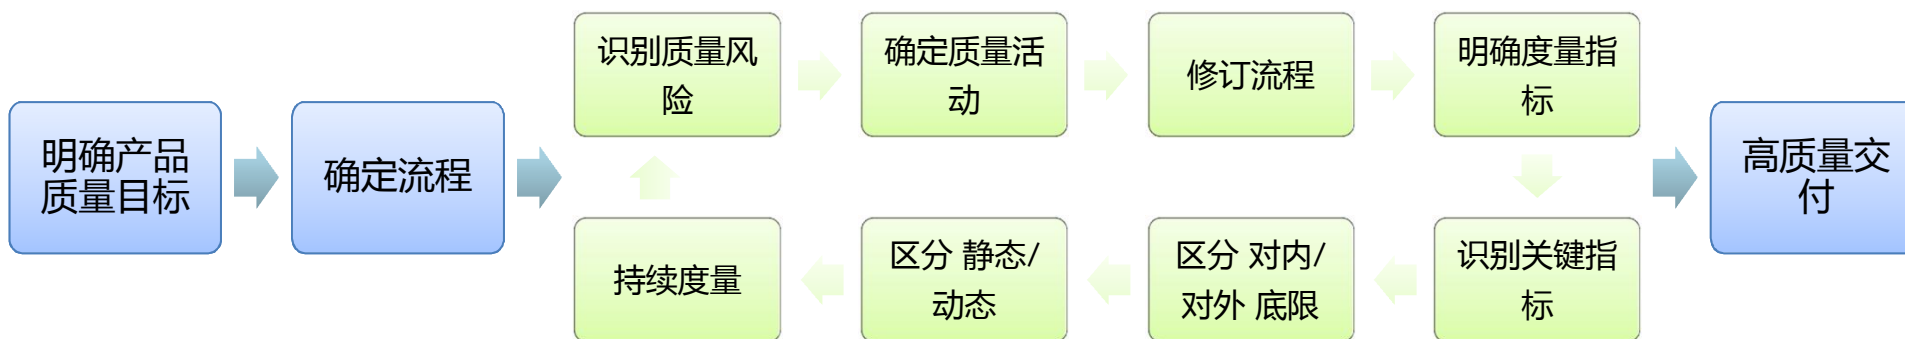 明确产品
质量目标
确定流程
识别质量风
险
确定质量活
动
修订流程
明确度量指
标
识别关键指
标
区分 对内/
对外 底限
区分 静态/
动态
持续度量
高质量交
付